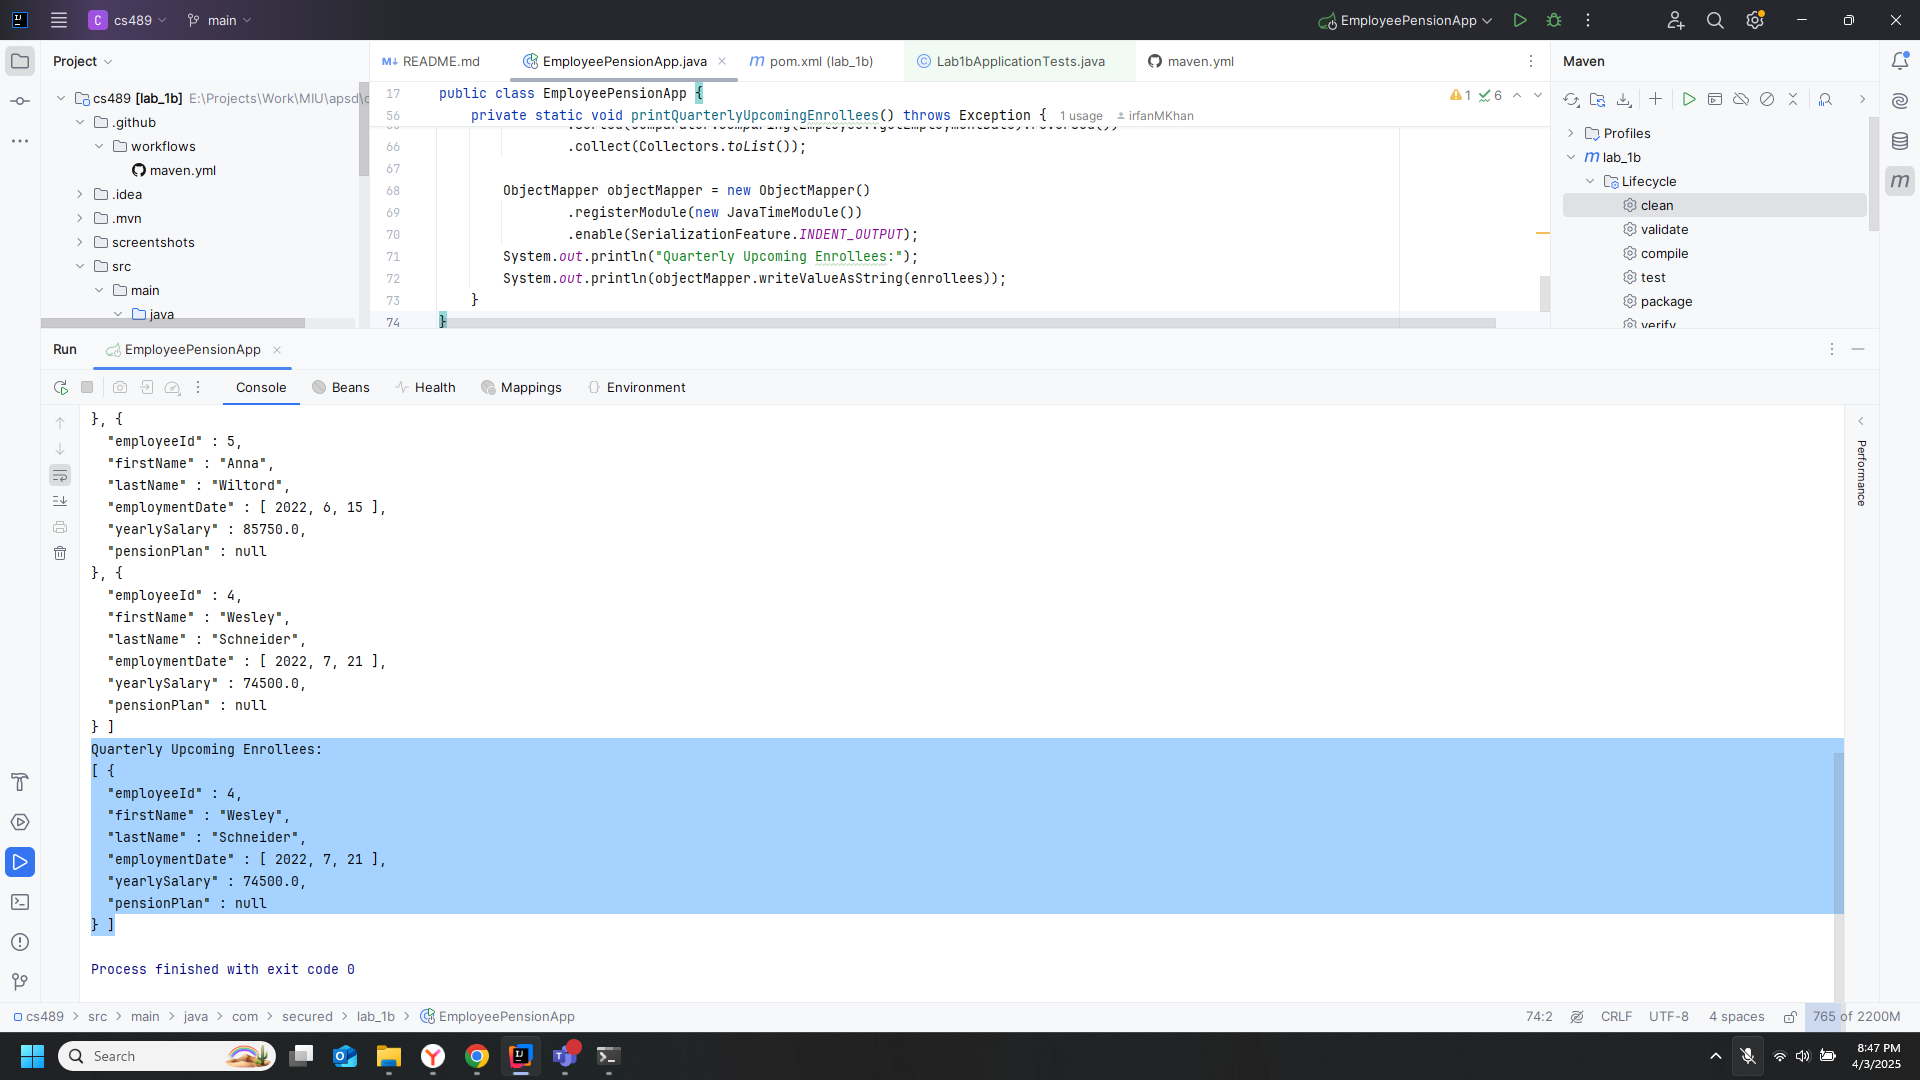 cs489
main
EmployeePensionApp
Project
README.md
EmployeePensionApp.java
pom.xml (lab_1b)
Lab1bApplicationTests.java
maven.yml
Maven
cs489 [lab_1b] E:\Projects\Work\MIU\apsd\
.github
workflows
maven.yml
.idea
.mvn
screentshots
src
main
java
17 public class EmployeePensionApp {
56 private static void printQuarterlyUpcomingEnrollees() throws Exception { 1 usage irfanMKhan
.sorted(Comparator.comparing(Employee::getEmploymentDate).reversed())
66 .collect(Collectors.toList());
67
68 ObjectMapper objectMapper = new ObjectMapper()
69 .registerModule(new JavaTimeModule())
70 .enable(SerializationFeature.INDENT_OUTPUT);
71 System.out.println("Quarterly Upcoming Enrollees:");
72 System.out.println(objectMapper.writeValueAsString(enrollees));
73 }
74 }
1 6
Profiles
lab_1b
Lifecycle
clean
validate
compile
test
package
verify
Run
EmployeePensionApp
Console
Beans
Health
Mappings
Environment
}, {
"employeeId" : 5,
"firstName" : "Anna",
"lastName" : "Wiltord",
"employmentDate" : [ 2022, 6, 15 ],
"yearlySalary" : 85750.0,
"pensionPlan" : null
}, {
"employeeId" : 4,
"firstName" : "Wesley",
"lastName" : "Schneider",
"employmentDate" : [ 2022, 7, 21 ],
"yearlySalary" : 74500.0,
"pensionPlan" : null
} ]
Quarterly Upcoming Enrollees:
[ {
"employeeId" : 4,
"firstName" : "Wesley",
"lastName" : "Schneider",
"employmentDate" : [ 2022, 7, 21 ],
"yearlySalary" : 74500.0,
"pensionPlan" : null
} ]
Process finished with exit code 0
Performance
cs489 > src > main > java > com > secured > lab_1b > EmployeePensionApp
74:2
CRLF
UTF-8
4 spaces
765 of 2200M
Search
8:47 PM
4/3/2025